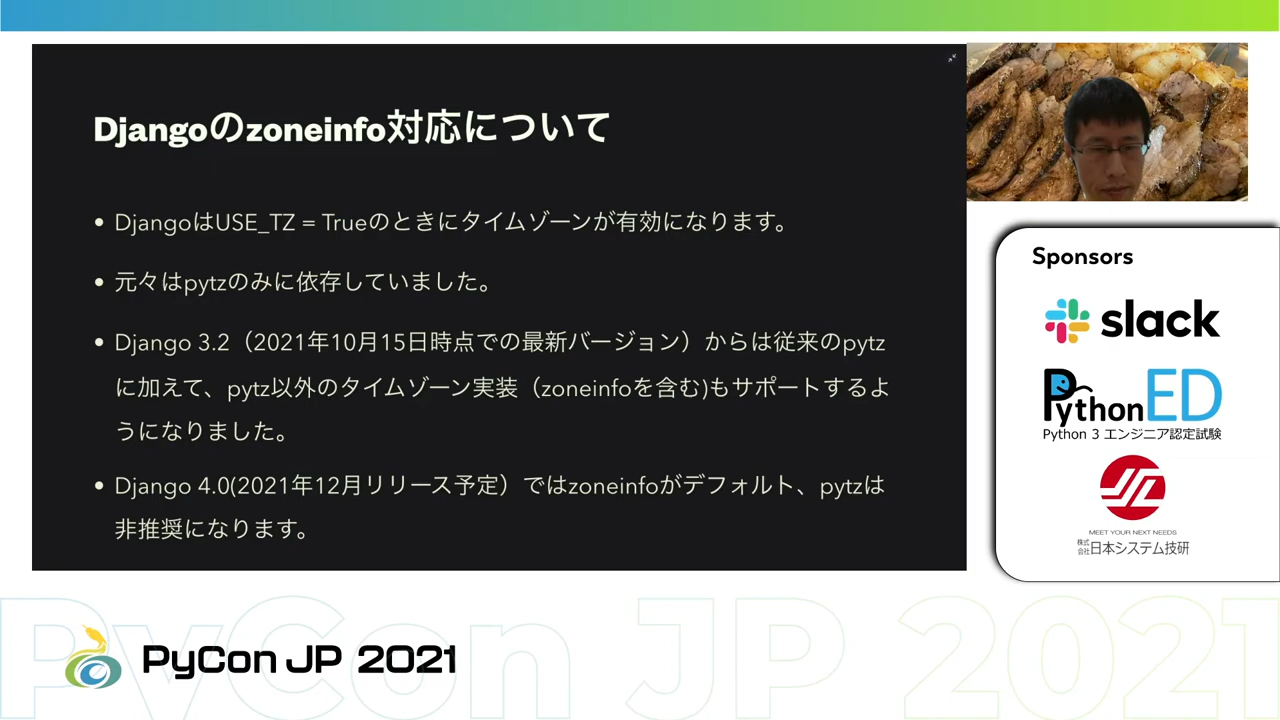 Djangoのzoneinfo対応について
• DjangoはUSE_TZ = Trueのときにタイムゾーンが有効になります。
• 元々はpytzのみに依存していました。
• Django 3.2（2021年10月15日時点での最新バージョン）からは従来のpytz
に加えて、pytz以外のタイムゾーン実装（zoneinfoを含む)もサポートするよ
うになりました。
• Django 4.0(2021年12月リリース予定）ではzoneinfoがデフォルト、pytzは
非推奨になります。
Sponsors
slack
PythonED
Python 3 エンジニア認定試験
MEET YOUR NEXT NEEDS
株式会社日本システム技研
PyCon JP 2021
PyCon JP 2021